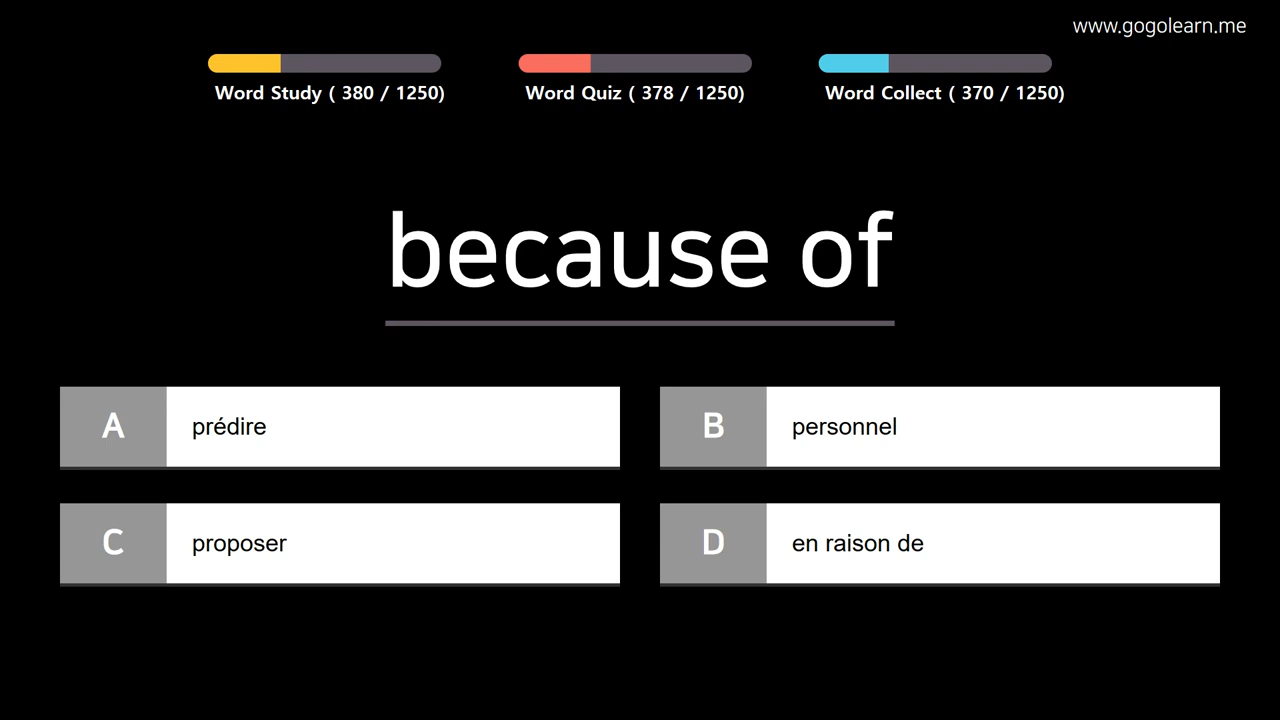 www.gogolearn.me
Word Study ( 380 / 1250)
Word Quiz ( 378 / 1250)
Word Collect ( 370 / 1250)
because of
A prédire
B personnel
C proposer
D en raison de